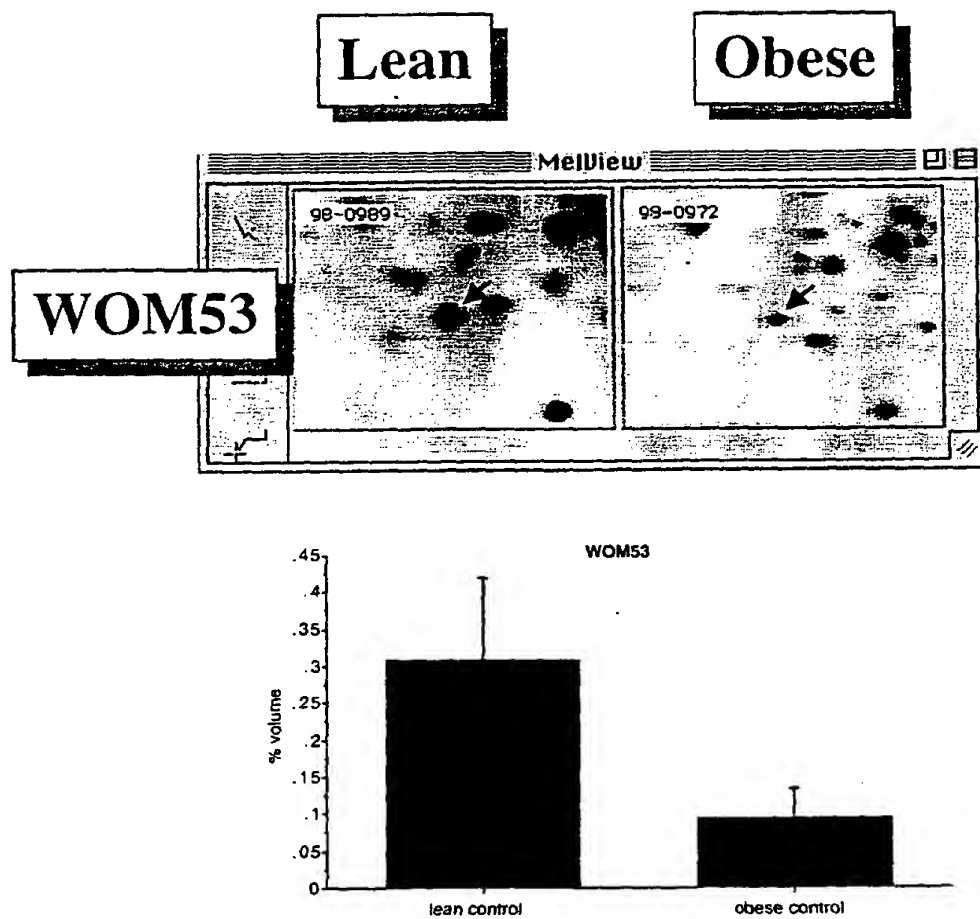 Lean
Obese
MelView
98-0989
98-0972
WOM53
WOM53
.45
.4
.35
.3
.25
.2
.15
.1
.05
0
% volume
lean control
obese control